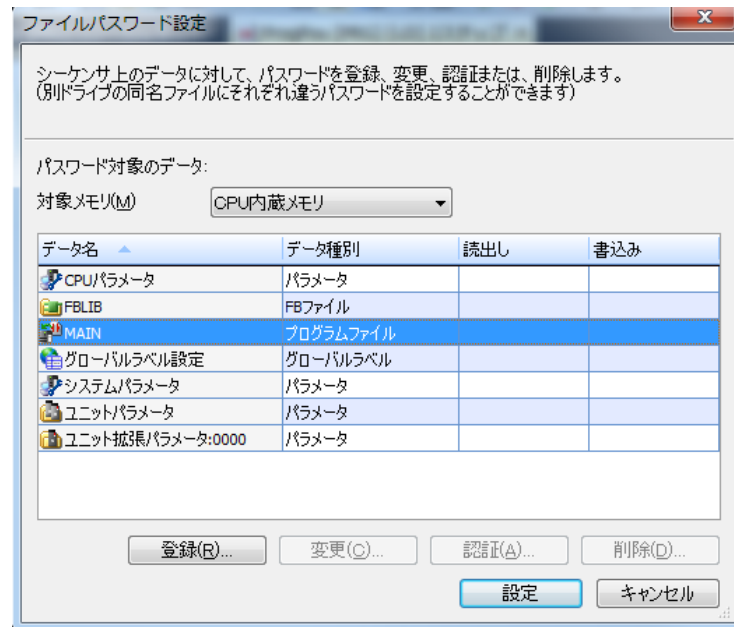 ファイルパスワード設定
シーケンサ上のデータに対して、パスワードを登録、変更、認証または、削除します。
(別ドライブの同名ファイルにそれぞれ違うパスワードを設定することができます)
パスワード対象のデータ:
対象メモリ(M) CPU内蔵メモリ
データ名 データ種別 読出し 書込み
CPUパラメータ パラメータ
FBLIB FBファイル
MAIN プログラムファイル
グローバルラベル設定 グローバルラベル
システムパラメータ パラメータ
ユニットパラメータ パラメータ
ユニット拡張パラメータ:0000 パラメータ
登録(R)... 変更(C)... 認証(A)... 削除(D)...
設定 キャンセル